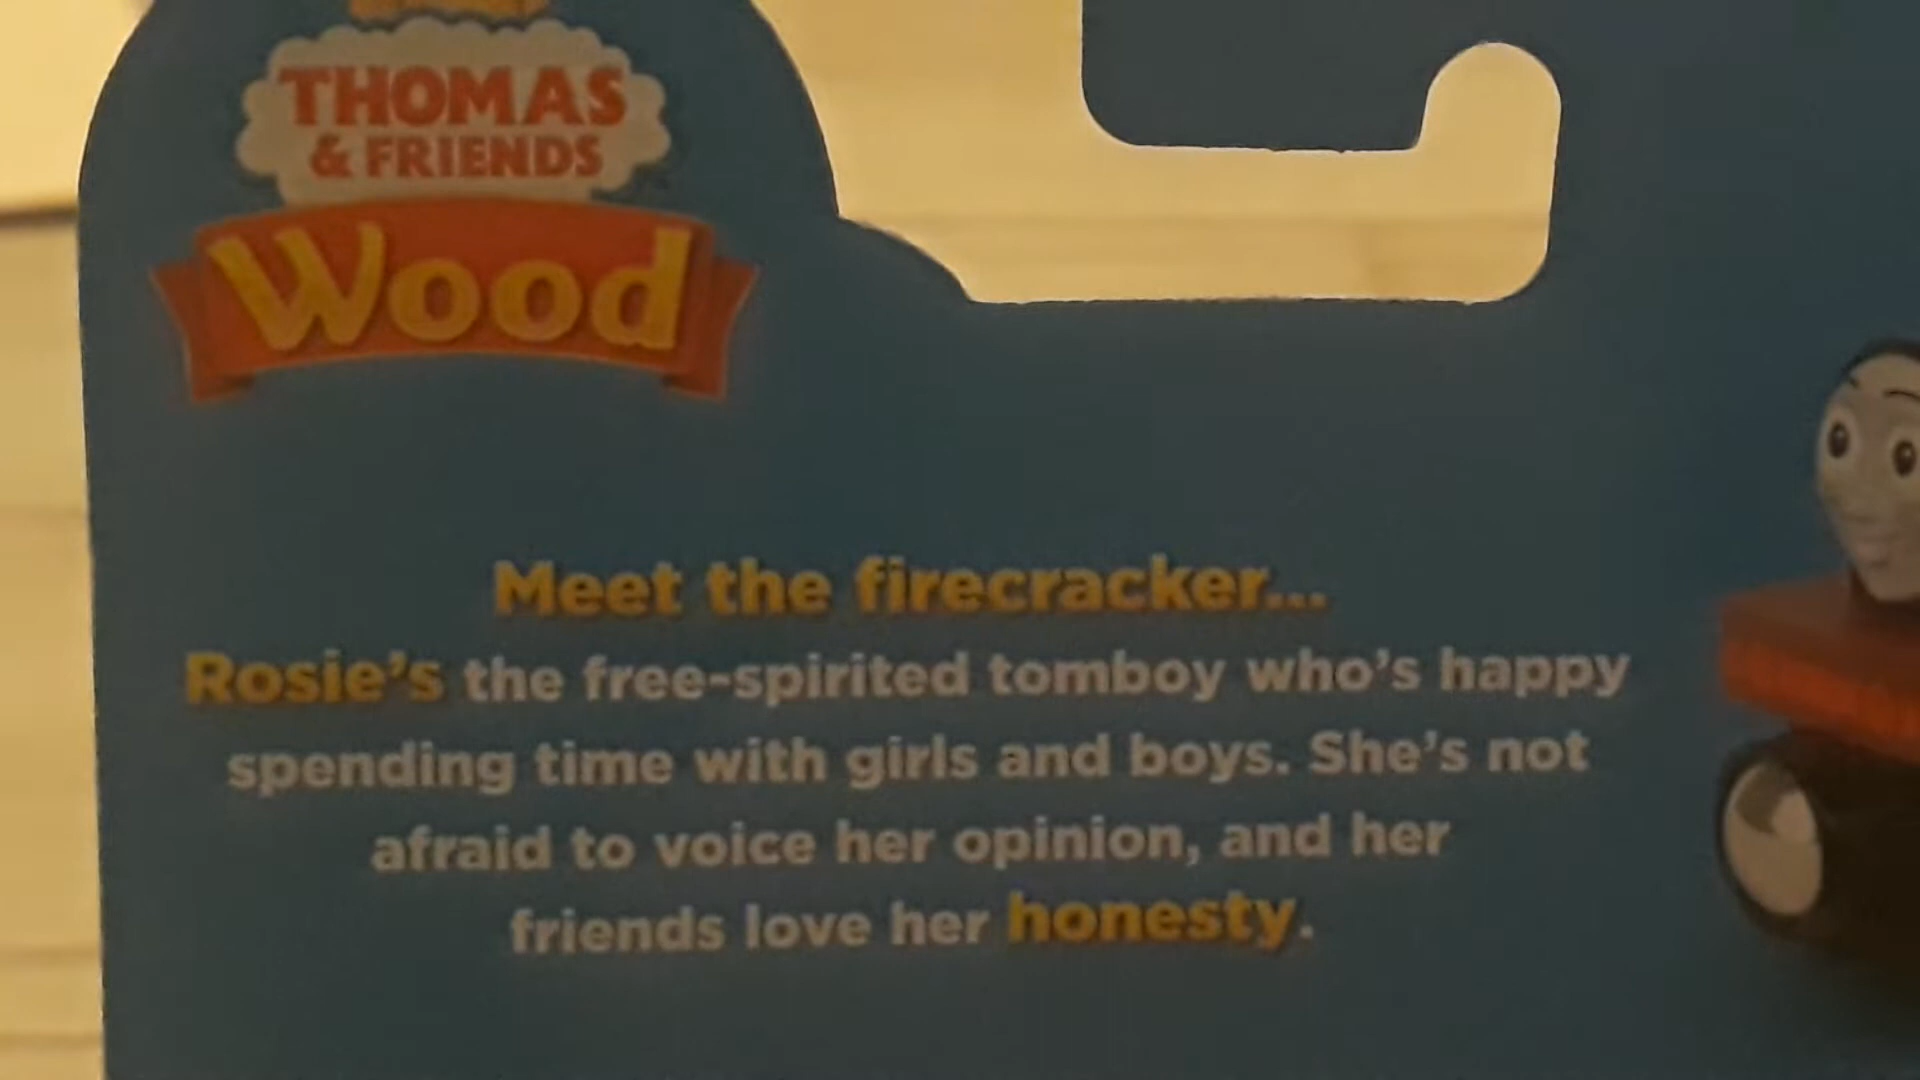 THOMAS
& FRIENDS
Wood
Meet the firecracker...
Rosie's the free-spirited tomboy who's happy
spending time with girls and boys. She's not
afraid to voice her opinion, and her
friends love her honesty.